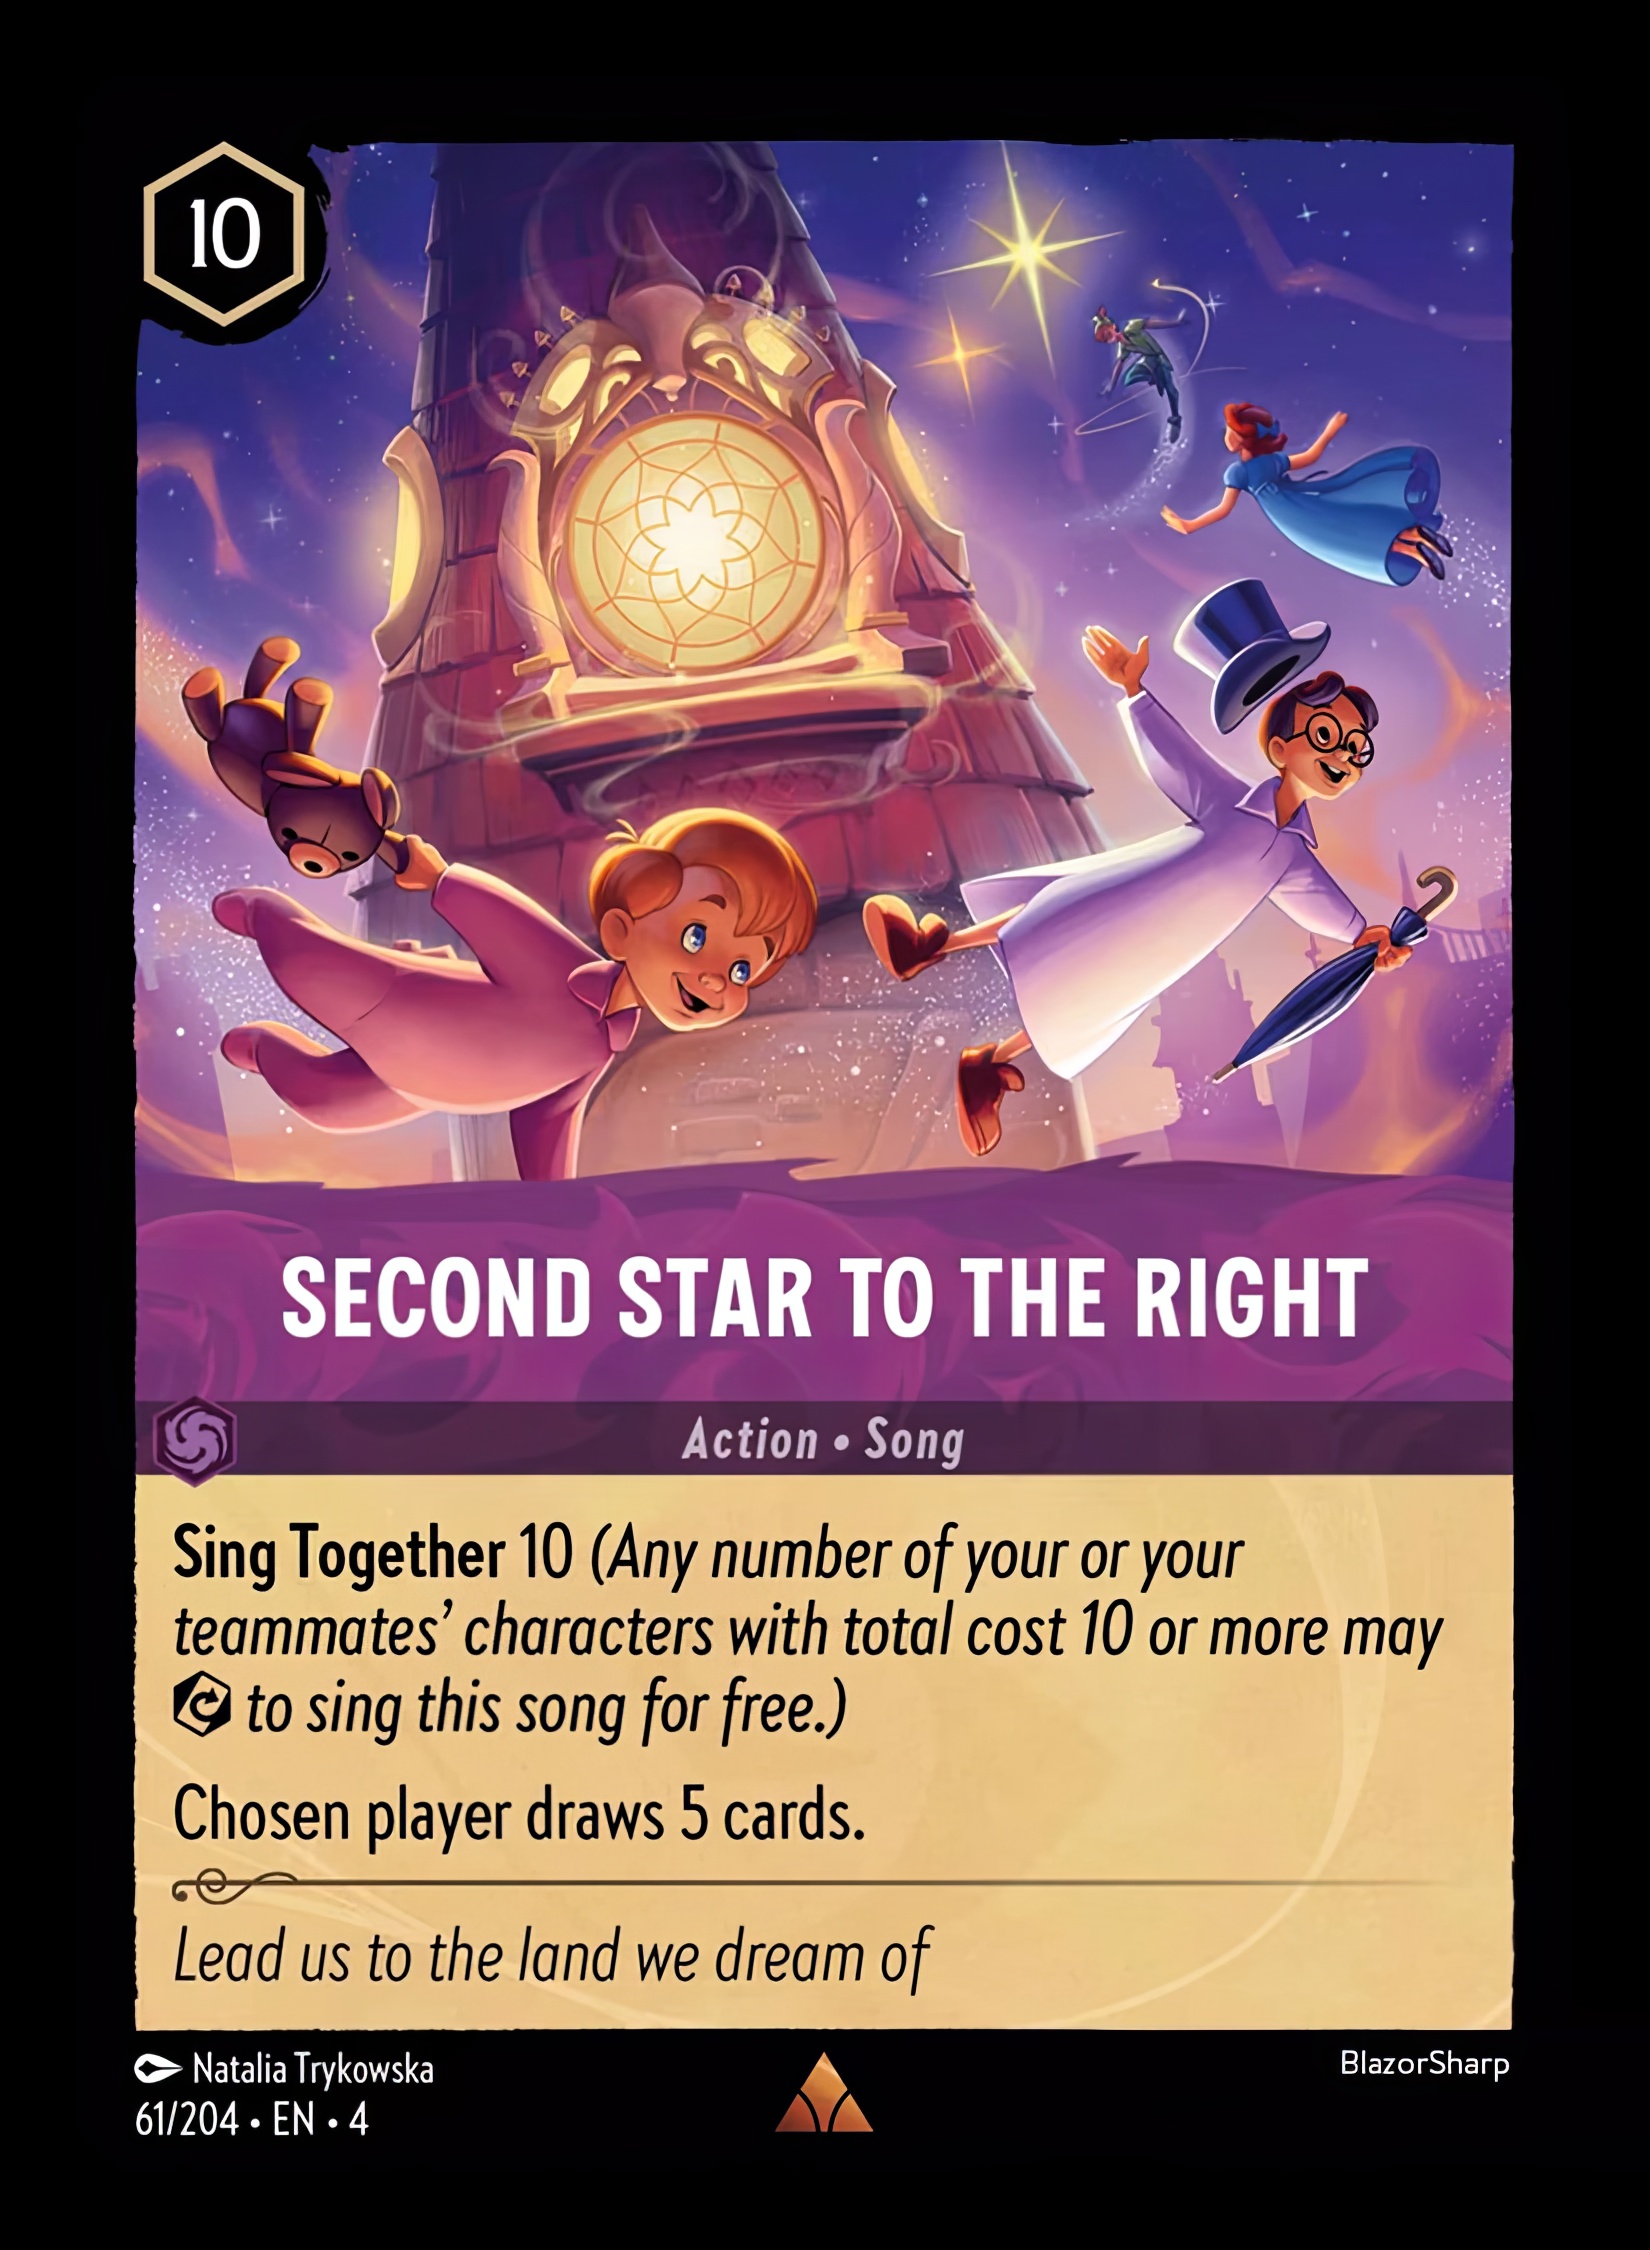 10
SECOND STAR TO THE RIGHT
Action • Song
Sing Together 10 (Any number of your or your
teammates’ characters with total cost 10 or more may
to sing this song for free.)
Chosen player draws 5 cards.
Lead us to the land we dream of
Natalia Trykowska
BlazorSharp
61/204 • EN • 4